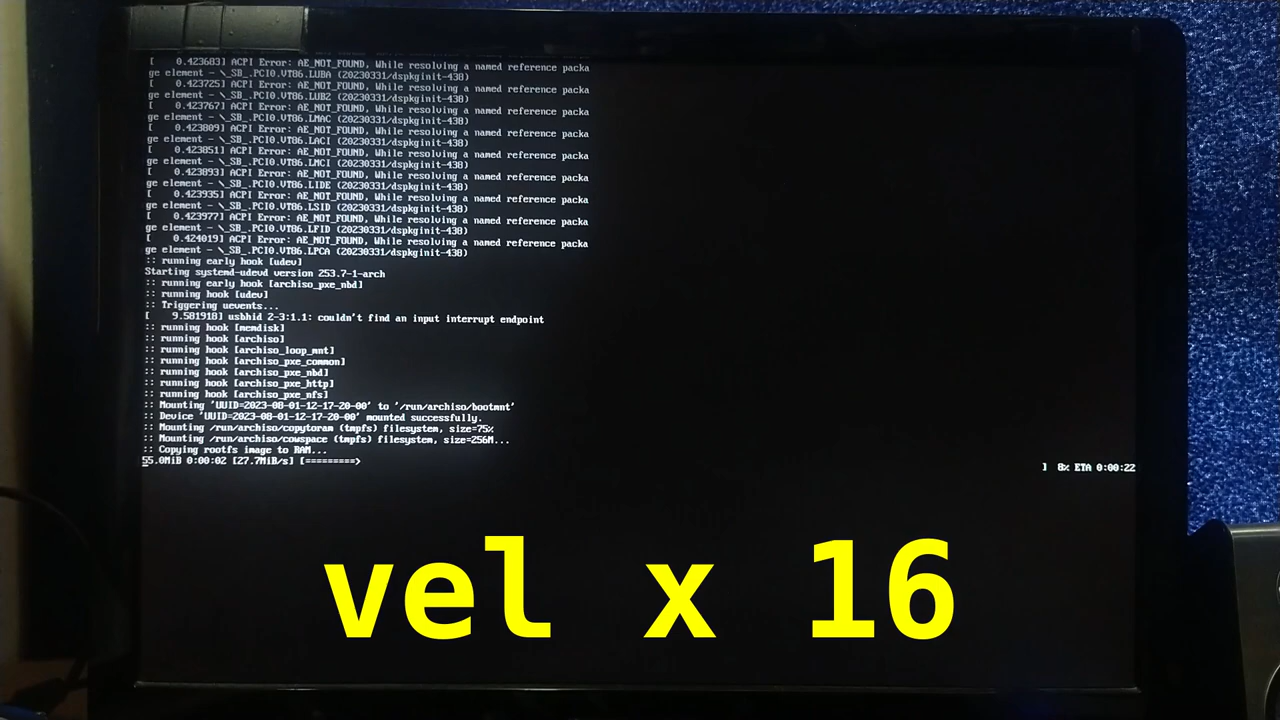 [    0.423683] ACPI Error: AE_NOT_FOUND, While resolving a named reference packa
ge element - \_SB_.PCI0.VT86.LUBA (20230331/dspkginit-438)
[    0.423725] ACPI Error: AE_NOT_FOUND, While resolving a named reference packa
ge element - \_SB_.PCI0.VT86.LUB2 (20230331/dspkginit-438)
[    0.423767] ACPI Error: AE_NOT_FOUND, While resolving a named reference packa
ge element - \_SB_.PCI0.VT86.LMAC (20230331/dspkginit-438)
[    0.423809] ACPI Error: AE_NOT_FOUND, While resolving a named reference packa
ge element - \_SB_.PCI0.VT86.LACI (20230331/dspkginit-438)
[    0.423851] ACPI Error: AE_NOT_FOUND, While resolving a named reference packa
ge element - \_SB_.PCI0.VT86.LMCI (20230331/dspkginit-438)
[    0.423893] ACPI Error: AE_NOT_FOUND, While resolving a named reference packa
ge element - \_SB_.PCI0.VT86.LIDE (20230331/dspkginit-438)
[    0.423935] ACPI Error: AE_NOT_FOUND, While resolving a named reference packa
ge element - \_SB_.PCI0.VT86.LSID (20230331/dspkginit-438)
[    0.423977] ACPI Error: AE_NOT_FOUND, While resolving a named reference packa
ge element - \_SB_.PCI0.VT86.LFID (20230331/dspkginit-438)
[    0.424019] ACPI Error: AE_NOT_FOUND, While resolving a named reference packa
ge element - \_SB_.PCI0.VT86.LPCA (20230331/dspkginit-438)
:: running early hook [udev]
Starting systemd-udevd version 253.7-1-arch
:: running early hook [archiso_pxe_nbd]
:: running hook [udev]
:: Triggering uevents...
[    9.581918] usbhid 2-3:1.1: couldn't find an input interrupt endpoint
:: running hook [memdisk]
:: running hook [archiso]
:: running hook [archiso_loop_mnt]
:: running hook [archiso_pxe_common]
:: running hook [archiso_pxe_nbd]
:: running hook [archiso_pxe_http]
:: running hook [archiso_pxe_nfs]
:: Mounting 'UUID=2023-08-01-12-17-20-00' to '/run/archiso/bootmnt'
:: Device 'UUID=2023-08-01-12-17-20-00' mounted successfully.
:: Mounting /run/archiso/copytoram (tmpfs) filesystem, size=75%
:: Mounting /run/archiso/cowspace (tmpfs) filesystem, size=256M...
:: Copying rootfs image to RAM...
55.0MiB 0:00:02 [27.7MiB/s] [=========> ] 8% ETA 0:00:22
vel x 16